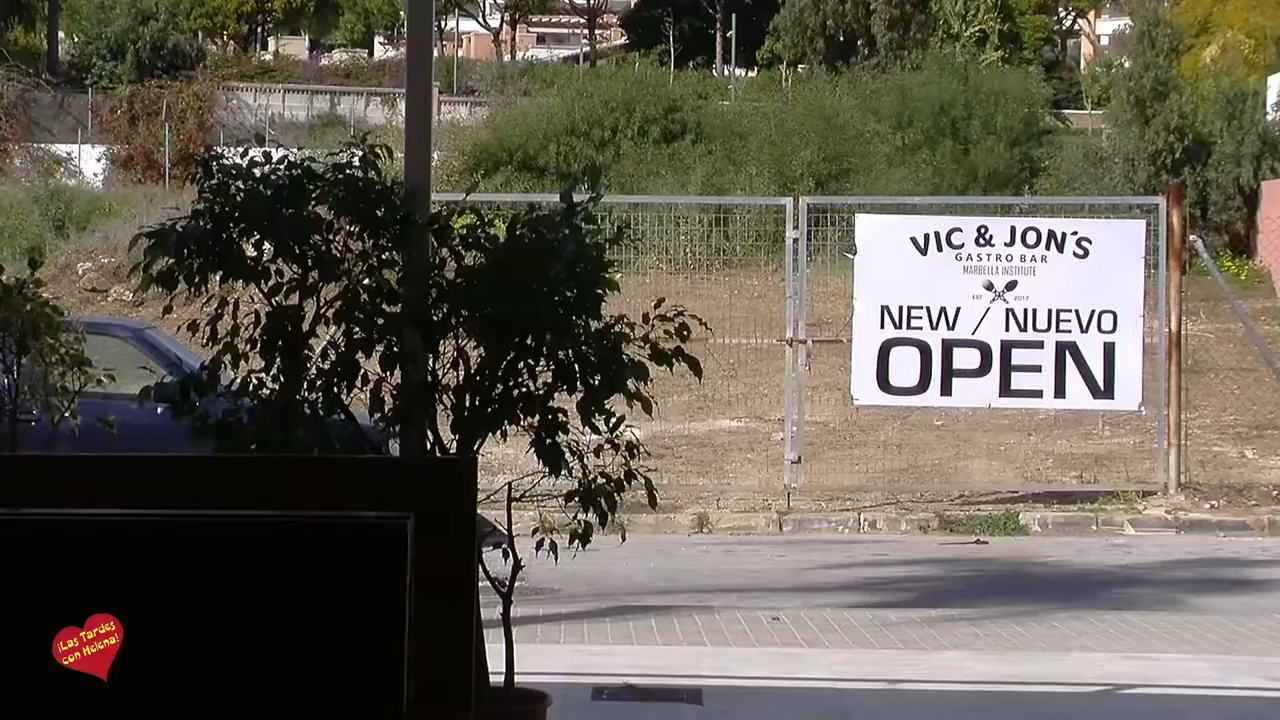 VIC & JON'S
GASTRO BAR
MARBELLA INSTITUTE
EST 2017
NEW / NUEVO
OPEN
¡Las Tardes
con Helena!